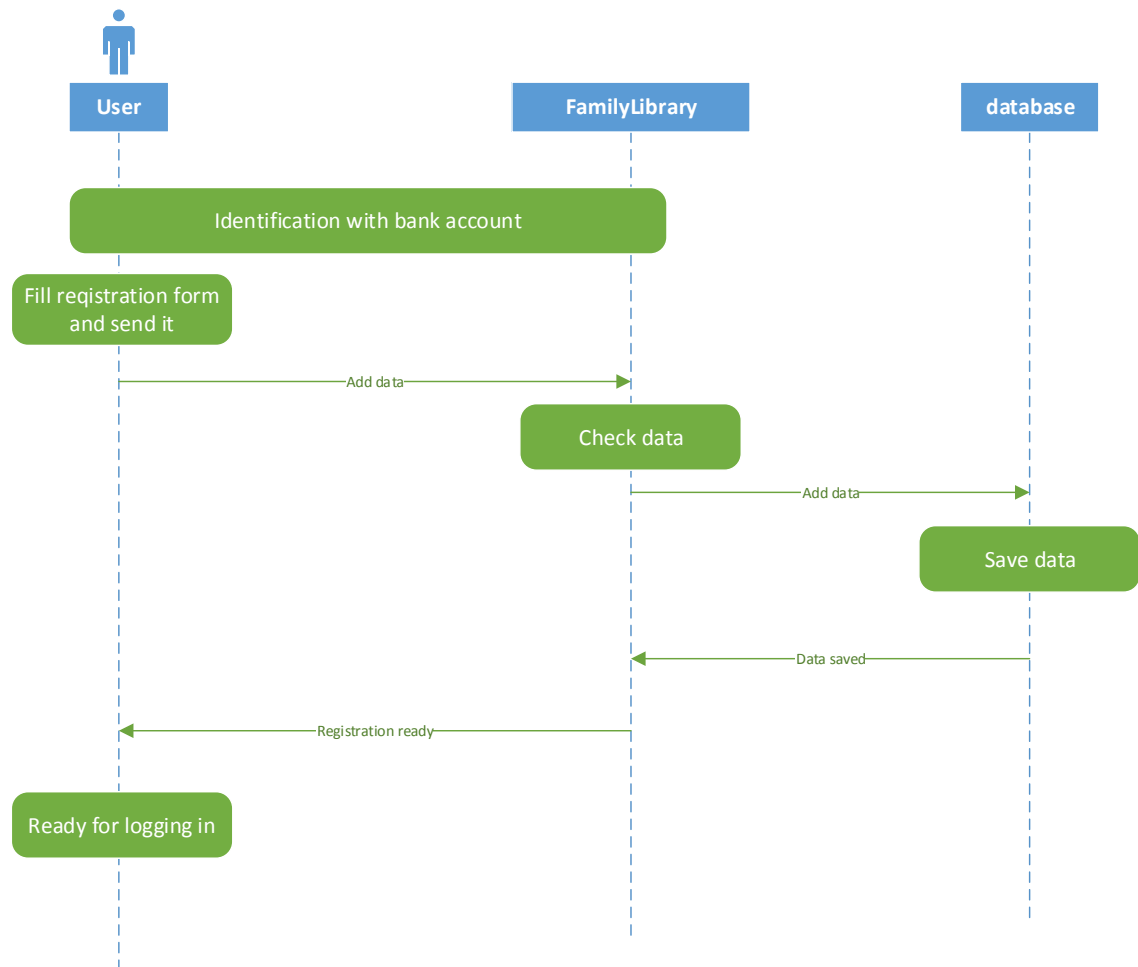 User
FamilyLibrary
database
Identification with bank account
Fill reqistration form
and send it
Add data
Check data
Add data
Save data
Data saved
Registration ready
Ready for logging in